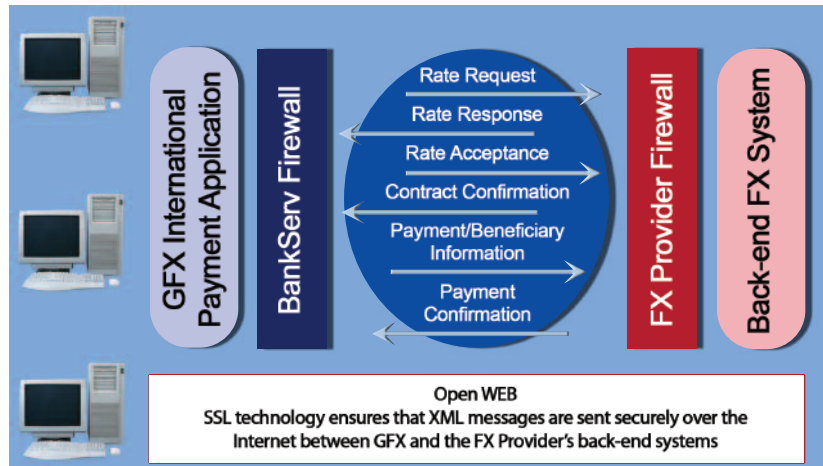 GFX International
Payment Application
BankServ Firewall
Rate Request
Rate Response
Rate Acceptance
Contract Confirmation
Payment/Beneficiary
Information
Payment
Confirmation
FX Provider Firewall
Back-end FX System
Open WEB
SSL technology ensures that XML messages are sent securely over the
Internet between GFX and the FX Provider's back-end systems